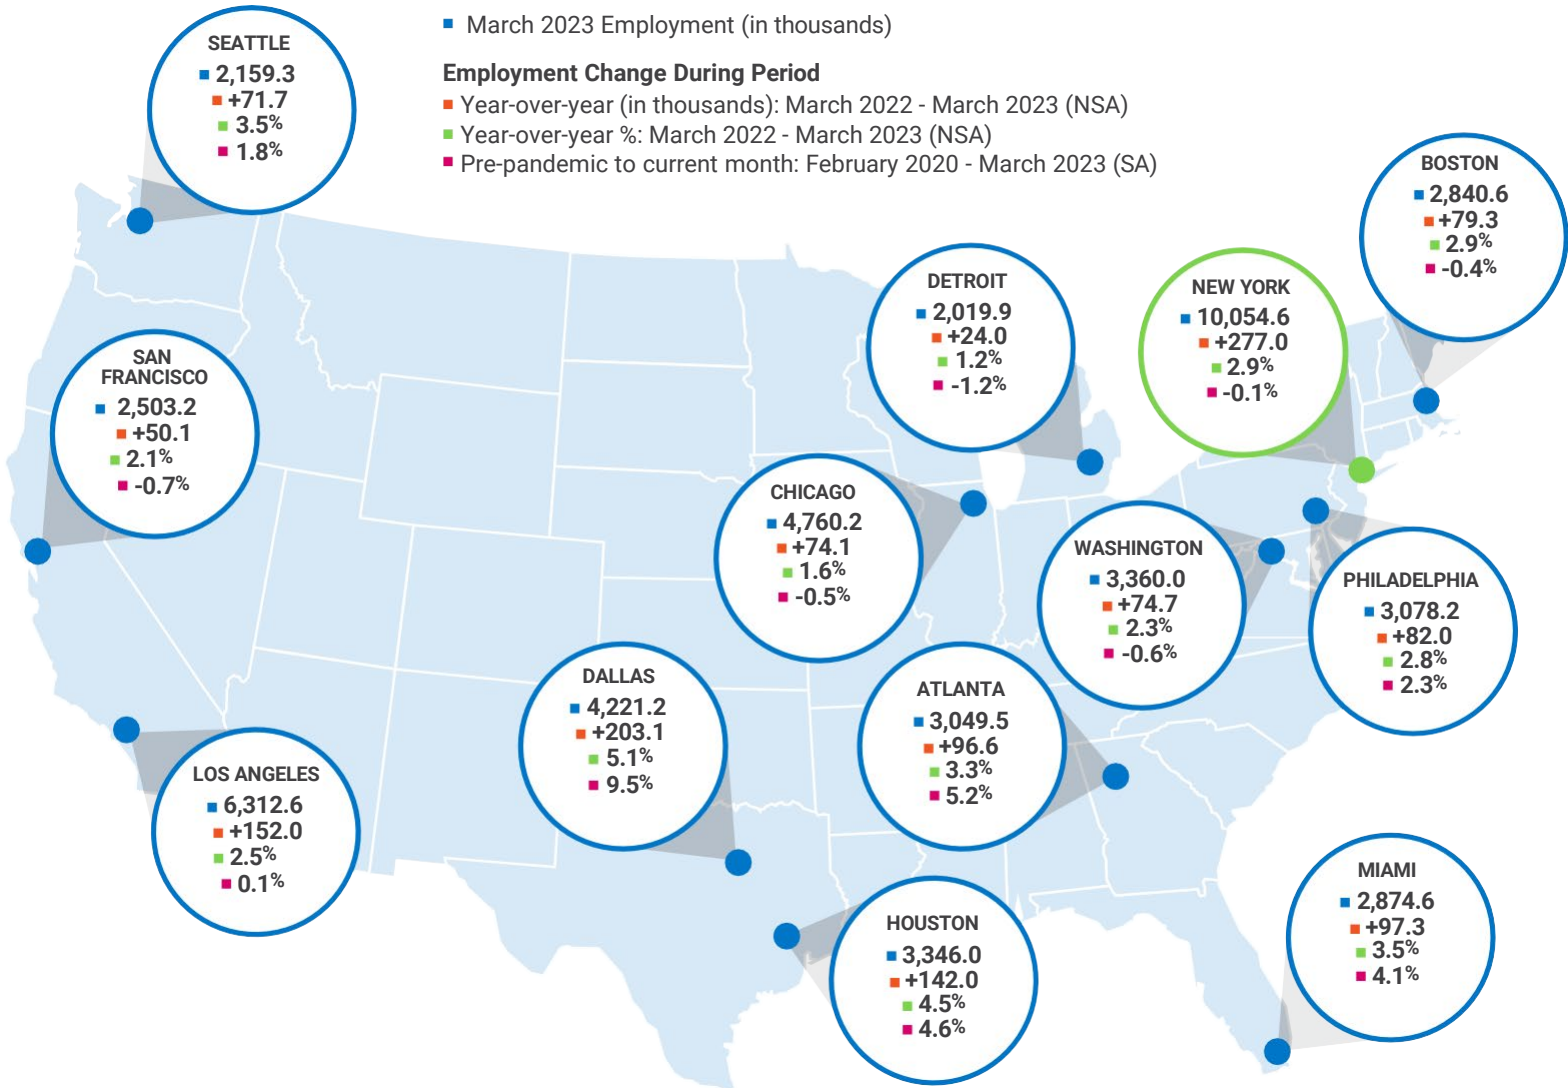 March 2023 Employment (in thousands)
Employment Change During Period
Year-over-year (in thousands): March 2022 - March 2023 (NSA)
Year-over-year %: March 2022 - March 2023 (NSA)
Pre-pandemic to current month: February 2020 - March 2023 (SA)
SEATTLE
2,159.3
+71.7
3.5%
1.8%
BOSTON
2,840.6
+79.3
2.9%
-0.4%
DETROIT
2,019.9
+24.0
1.2%
-1.2%
NEW YORK
10,054.6
+277.0
2.9%
-0.1%
SAN
FRANCISCO
2,503.2
+50.1
2.1%
-0.7%
CHICAGO
4,760.2
+74.1
1.6%
-0.5%
WASHINGTON
3,360.0
+74.7
2.3%
-0.6%
PHILADELPHIA
3,078.2
+82.0
2.8%
2.3%
DALLAS
4,221.2
+203.1
5.1%
9.5%
ATLANTA
3,049.5
+96.6
3.3%
5.2%
LOS ANGELES
6,312.6
+152.0
2.5%
0.1%
HOUSTON
3,346.0
+142.0
4.5%
4.6%
MIAMI
2,874.6
+97.3
3.5%
4.1%